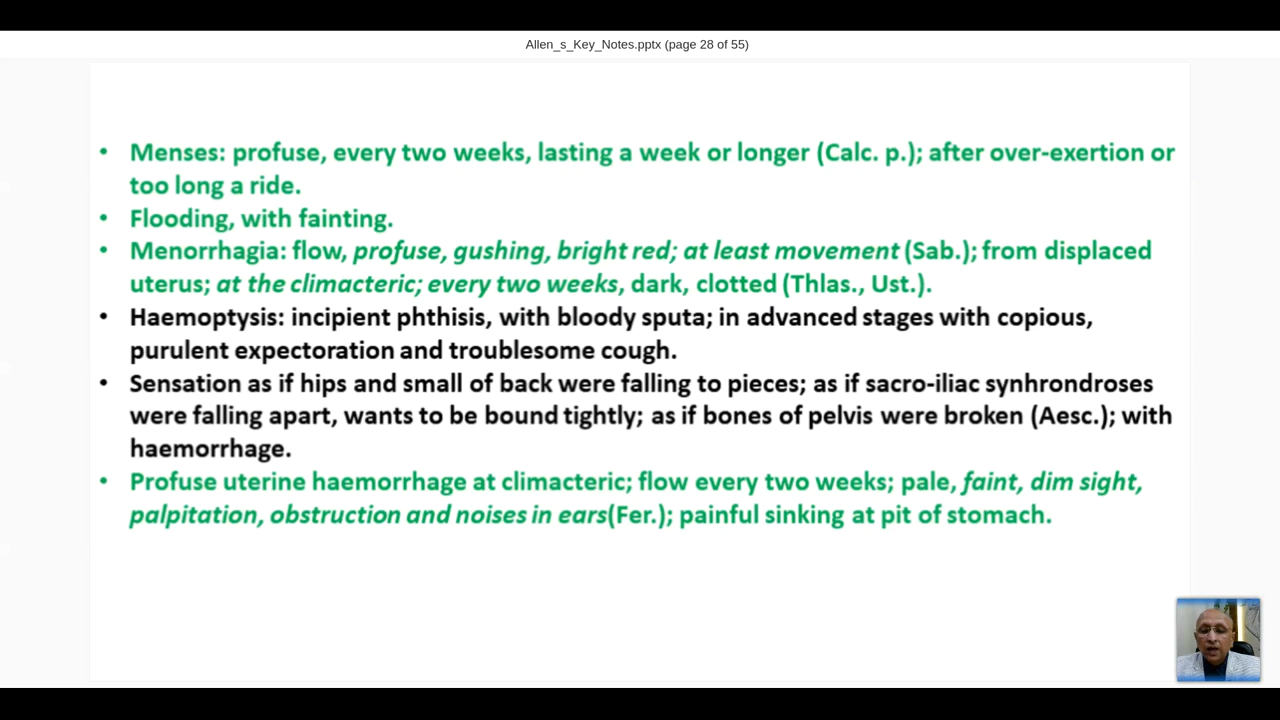 Allen_s_Key_Notes.pptx (page 28 of 55)
• Menses: profuse, every two weeks, lasting a week or longer (Calc. p.); after over-exertion or
too long a ride.
• Flooding, with fainting.
• Menorrhagia: flow, profuse, gushing, bright red; at least movement (Sab.); from displaced
uterus; at the climacteric; every two weeks, dark, clotted (Thlas., Ust.).
• Haemoptysis: incipient phthisis, with bloody sputa; in advanced stages with copious,
purulent expectoration and troublesome cough.
• Sensation as if hips and small of back were falling to pieces; as if sacro-iliac synhrondroses
were falling apart, wants to be bound tightly; as if bones of pelvis were broken (Aesc.); with
haemorrhage.
• Profuse uterine haemorrhage at climacteric; flow every two weeks; pale, faint, dim sight,
palpitation, obstruction and noises in ears(Fer.); painful sinking at pit of stomach.